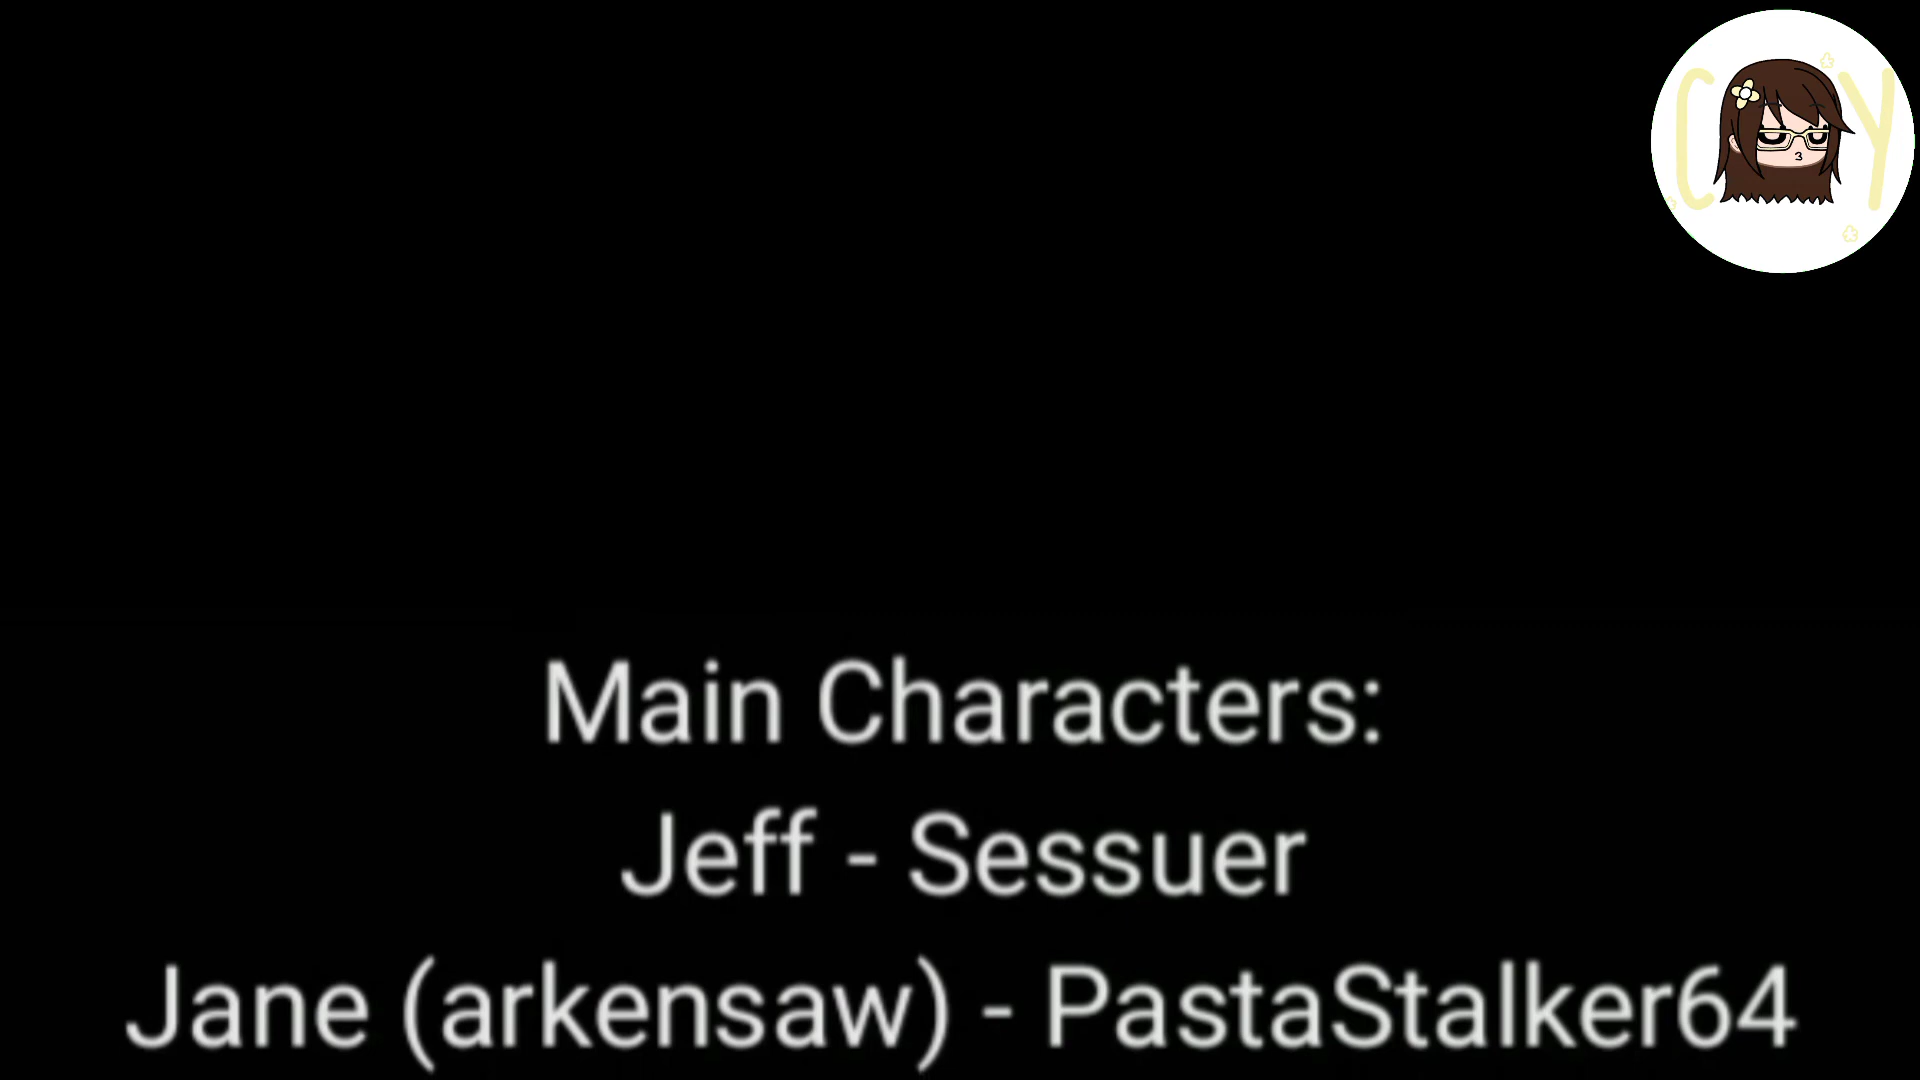 C Y
Main Characters:
Jeff - Sessuer
Jane (arkensaw) - PastaStalker64